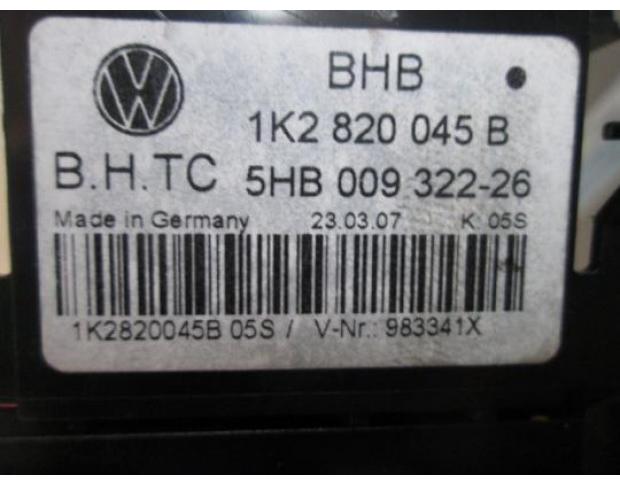 BHB
1K2 820 045 B
B.H.TC 5HB 009 322-26
Made in Germany 23.03.07 K: 05S
1K2820045B 05S / V-Nr.: 983341X